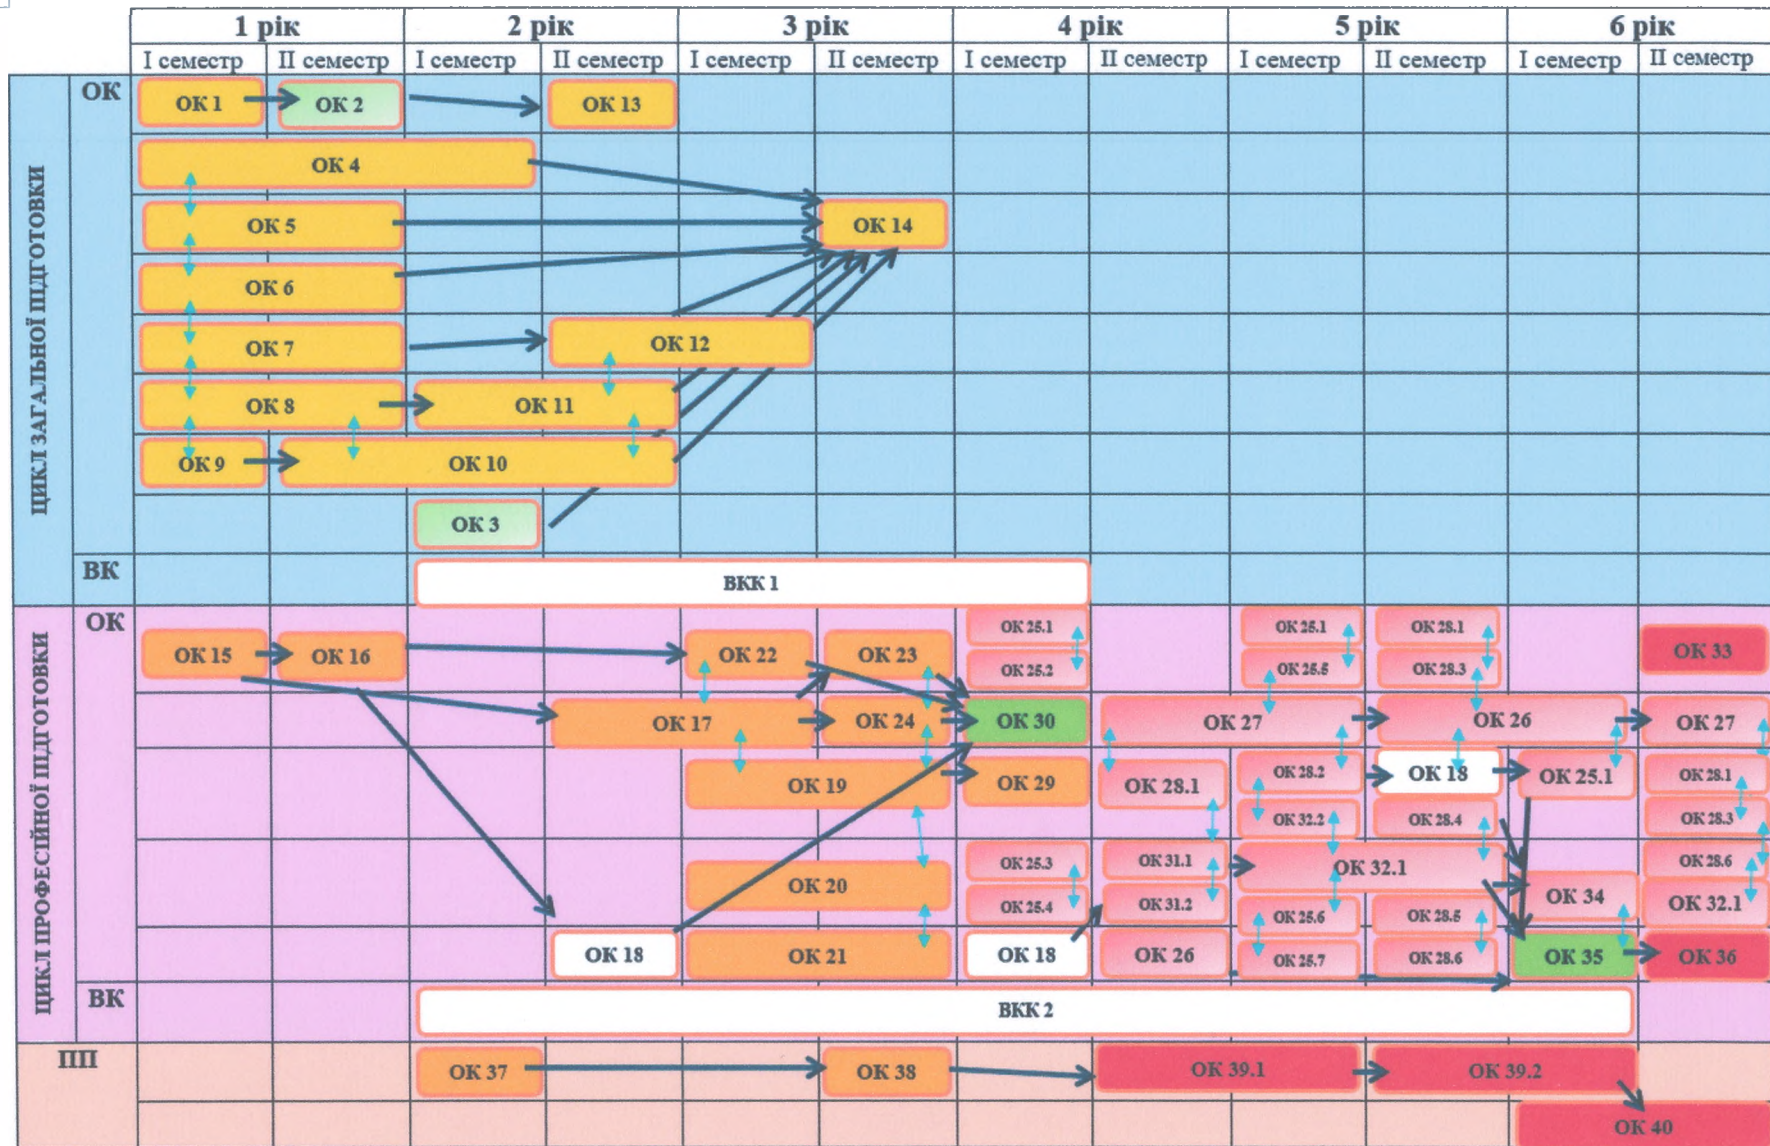 1 рік 2 рік 3 рік 4 рік 5 рік 6 рік
I семестр II семестр I семестр II семестр I семестр II семестр I семестр II семестр I семестр II семестр I семестр II семестр
ЦИКЛ ЗАГАЛЬНОЇ ПІДГОТОВКИ
ОК
ОК 1 ОК 2 ОК 13
ОК 4
ОК 5 ОК 14
ОК 6
ОК 7 ОК 12
ОК 8 ОК 11
ОК 9 ОК 10
ОК 3
ВК
ВКК 1
ЦИКЛ ПРОФЕСІЙНОЇ ПІДГОТОВКИ
ОК
ОК 25.1 ОК 25.1 ОК 28.1
ОК 15 ОК 16 ОК 22 ОК 23 ОК 33
ОК 25.2 ОК 25.5 ОК 28.3
ОК 17 ОК 24 ОК 30 ОК 27 ОК 26 ОК 27
ОК 19 ОК 29 ОК 28.1 ОК 28.2 ОК 18 ОК 25.1 ОК 28.1
ОК 32.2 ОК 28.4 ОК 28.3
ОК 20 ОК 25.3 ОК 31.1 ОК 32.1 ОК 28.6
ОК 25.4 ОК 31.2 ОК 25.6 ОК 28.5 ОК 34 ОК 32.1
ОК 18 ОК 21 ОК 18 ОК 26 ОК 25.7 ОК 28.6 ОК 35 ОК 36
ВК
ВКК 2
ПП
ОК 37 ОК 38 ОК 39.1 ОК 39.2
ОК 40